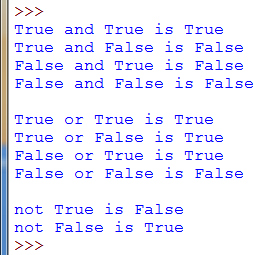 >>>
True and True is True
True and False is False
False and True is False
False and False is False

True or True is True
True or False is True
False or True is True
False or False is False

not True is False
not False is True
>>>